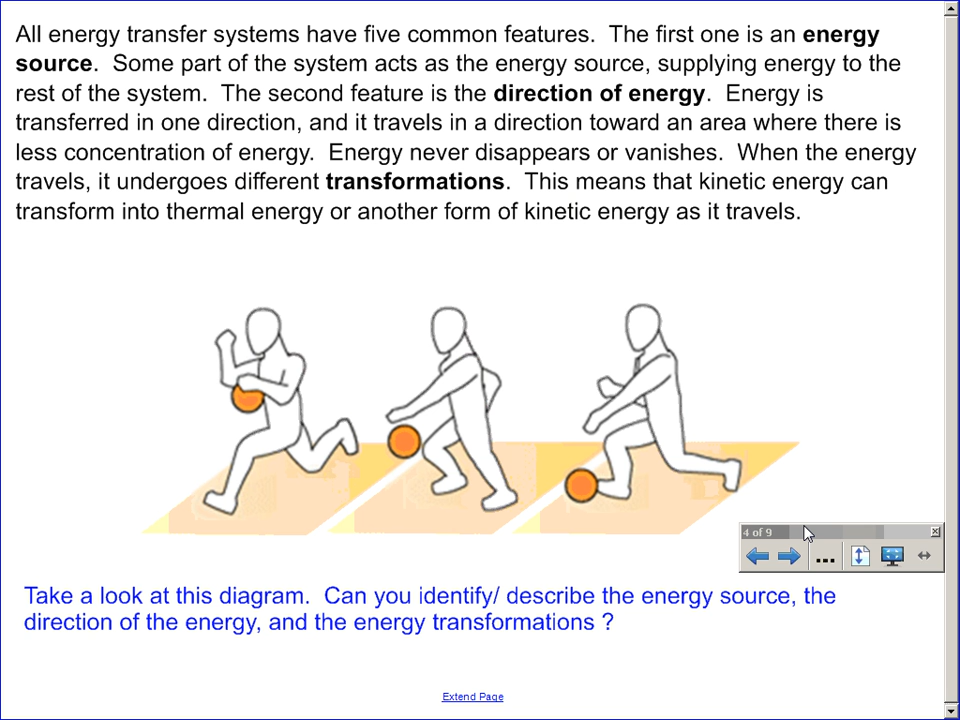 All energy transfer systems have five common features.  The first one is an energy
source.  Some part of the system acts as the energy source, supplying energy to the
rest of the system.  The second feature is the direction of energy.  Energy is
transferred in one direction, and it travels in a direction toward an area where there is
less concentration of energy.  Energy never disappears or vanishes.  When the energy
travels, it undergoes different transformations.  This means that kinetic energy can
transform into thermal energy or another form of kinetic energy as it travels.
4 of 9
Take a look at this diagram.  Can you identify/ describe the energy source, the
direction of the energy, and the energy transformations ?
Extend Page